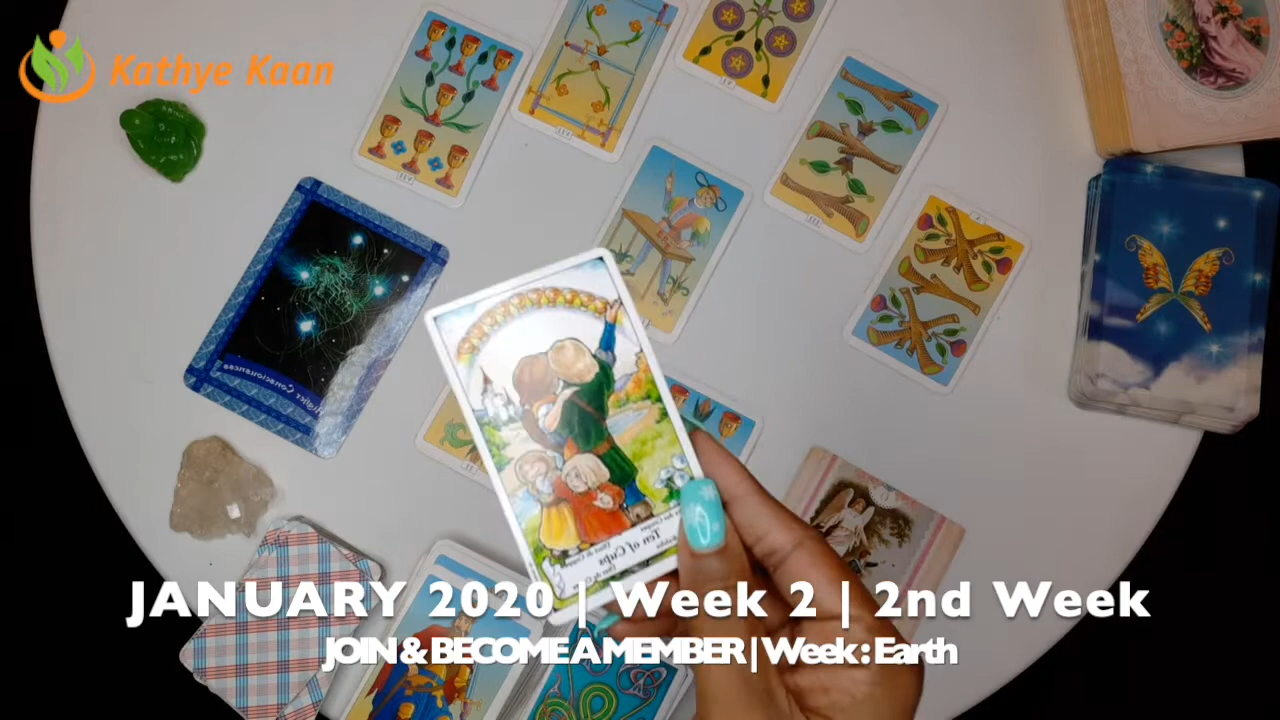 Kathye Kaan
Higher Consciousness
Ten of Cups
JANUARY 2020 | Week 2 | 2nd Week
JOIN & BECOME A MEMBER | Week : Earth